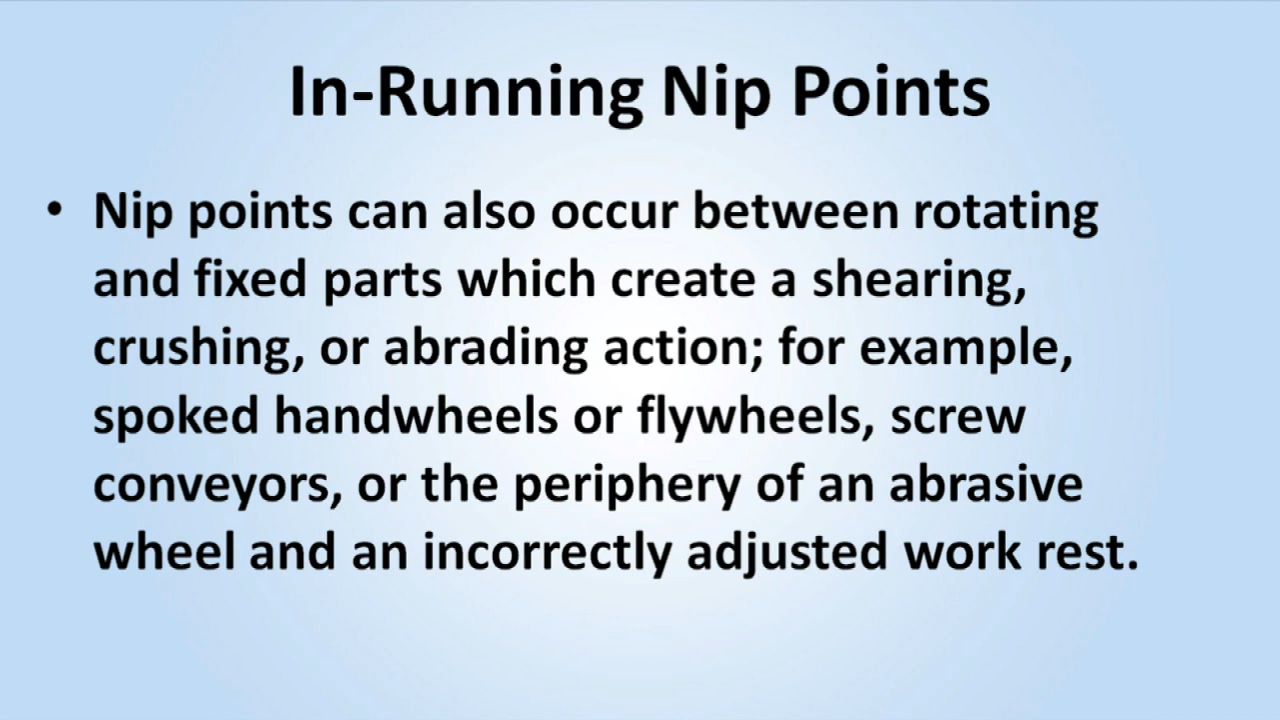 In-Running Nip Points
• Nip points can also occur between rotating
and fixed parts which create a shearing,
crushing, or abrading action; for example,
spoked handwheels or flywheels, screw
conveyors, or the periphery of an abrasive
wheel and an incorrectly adjusted work rest.